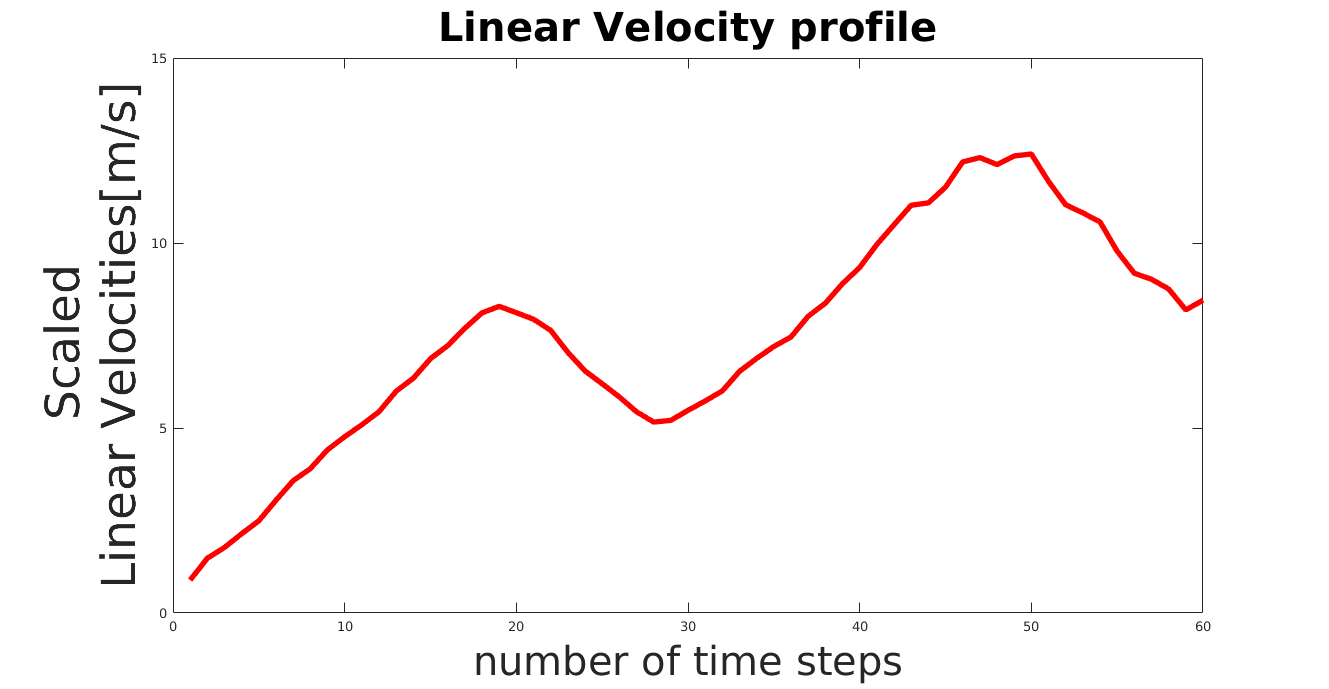 Linear Velocity profile
Scaled
Linear Velocities[m/s]
15
10
5
0
0 10 20 30 40 50 60
number of time steps